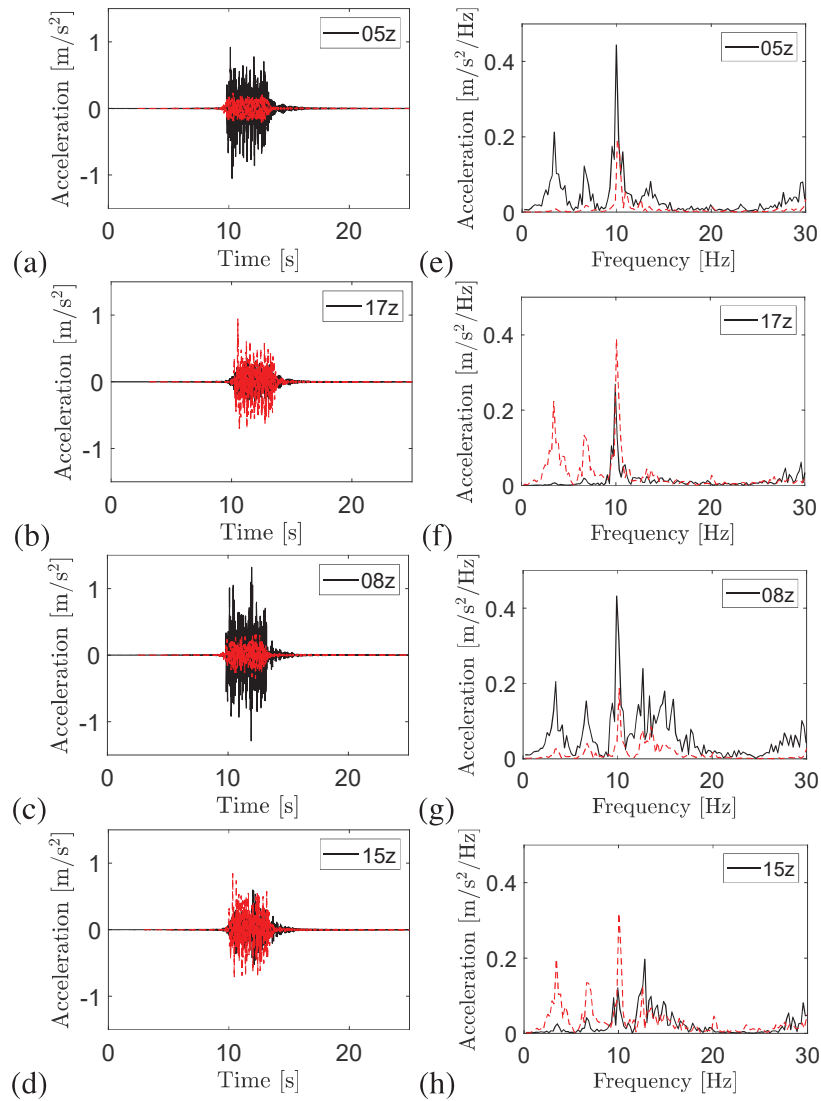 Acceleration [m/s²]
1
0
-1
05z
0
10
20
Time [s]
(a)
Acceleration [m/s²/Hz]
0.4
0.2
0
05z
0
10
20
30
Frequency [Hz]
(e)
Acceleration [m/s²]
1
0
-1
17z
0
10
20
Time [s]
(b)
Acceleration [m/s²/Hz]
0.4
0.2
0
17z
0
10
20
30
Frequency [Hz]
(f)
Acceleration [m/s²]
1
0
-1
08z
0
10
20
Time [s]
(c)
Acceleration [m/s²/Hz]
0.4
0.2
0
08z
0
10
20
30
Frequency [Hz]
(g)
Acceleration [m/s²]
1
0
-1
15z
0
10
20
Time [s]
(d)
Acceleration [m/s²/Hz]
0.4
0.2
0
15z
0
10
20
30
Frequency [Hz]
(h)